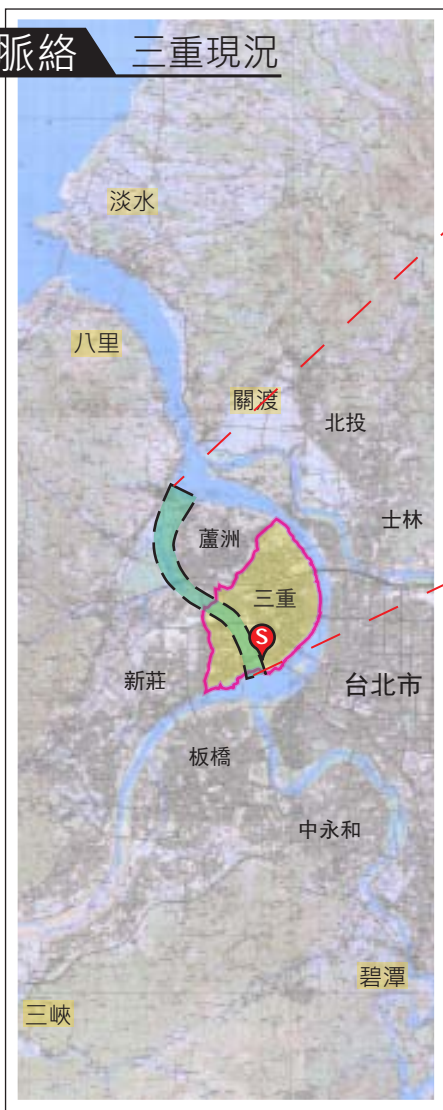 脈絡 三重現況
淡水
八里
關渡
北投
士林
蘆洲
三重
S
新莊
台北市
板橋
中永和
碧潭
三峽